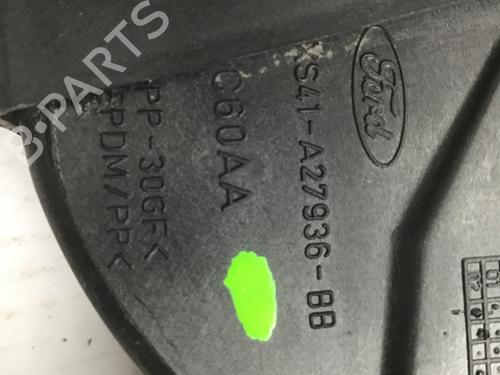 Ford
XS41-A27936-BB
C60AA
PP-30GF<
EPDM/PP<
B-PARTS